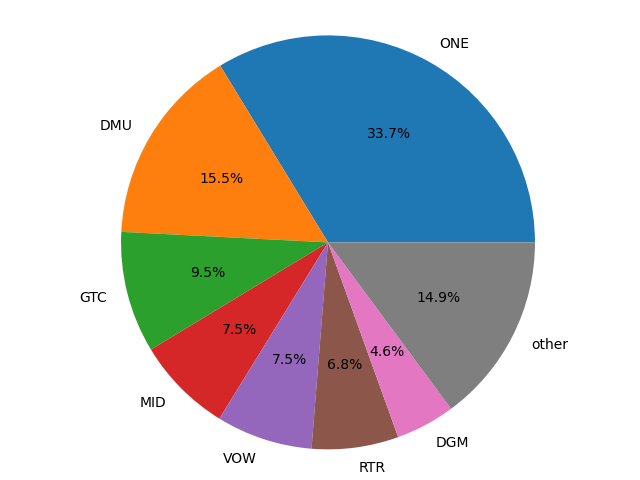 ONE
33.7%
DMU
15.5%
GTC
9.5%
MID
7.5%
VOW
7.5%
RTR
6.8%
DGM
4.6%
other
14.9%